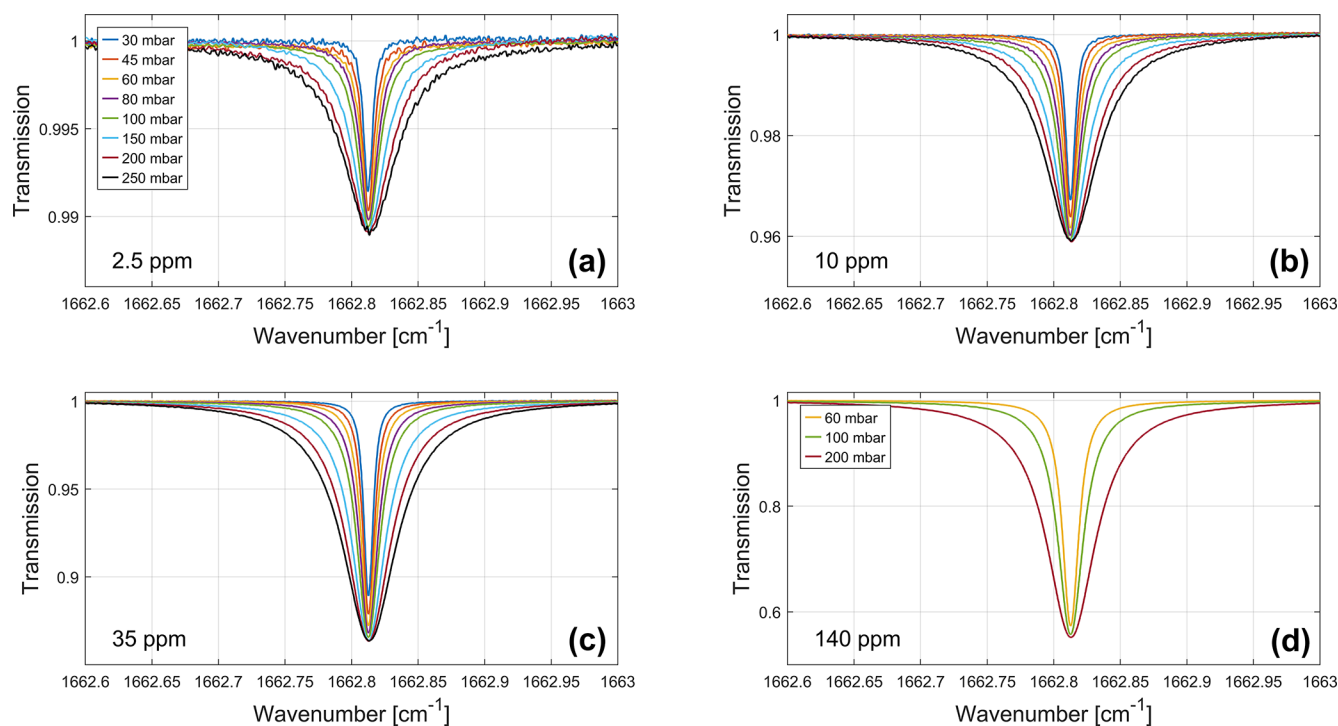 1
0.995
0.99
Transmission
30 mbar
45 mbar
60 mbar
80 mbar
100 mbar
150 mbar
200 mbar
250 mbar
2.5 ppm
(a)
1662.6 1662.65 1662.7 1662.75 1662.8 1662.85 1662.9 1662.95 1663
Wavenumber [cm⁻¹]
1
0.98
0.96
Transmission
10 ppm
(b)
1662.6 1662.65 1662.7 1662.75 1662.8 1662.85 1662.9 1662.95 1663
Wavenumber [cm⁻¹]
1
0.95
0.9
Transmission
35 ppm
(c)
1662.6 1662.65 1662.7 1662.75 1662.8 1662.85 1662.9 1662.95 1663
Wavenumber [cm⁻¹]
1
0.8
0.6
Transmission
60 mbar
100 mbar
200 mbar
140 ppm
(d)
1662.6 1662.65 1662.7 1662.75 1662.8 1662.85 1662.9 1662.95 1663
Wavenumber [cm⁻¹]